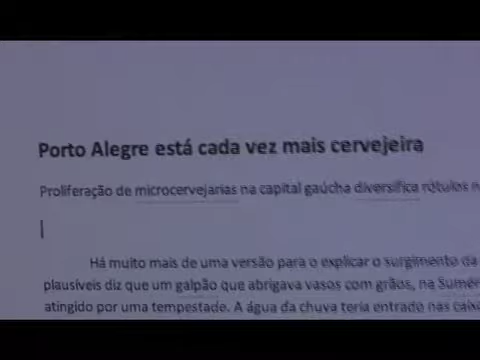 Porto Alegre está cada vez mais cervejeira
Proliferação de microcervejarias na capital gaúcha diversifica rótulos
Há muito mais de uma versão para o explicar o surgimento da
plausíveis diz que um galpão que abrigava vasos com grãos, na
atingido por uma tempestade. A água da chuva teria entrado nas